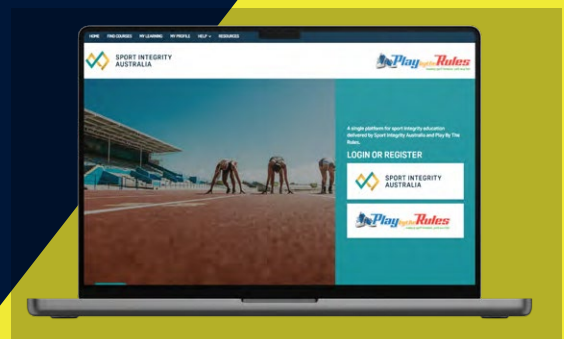 HOME FIND COURSES MY LEARNING MY PROFILE HELP RESOURCES
SPORT INTEGRITY
AUSTRALIA
Play by the Rules
A single platform for sport integrity education
delivered by Sport Integrity Australia and Play By The
Rules.
LOGIN OR REGISTER
SPORT INTEGRITY
AUSTRALIA
Play by the Rules